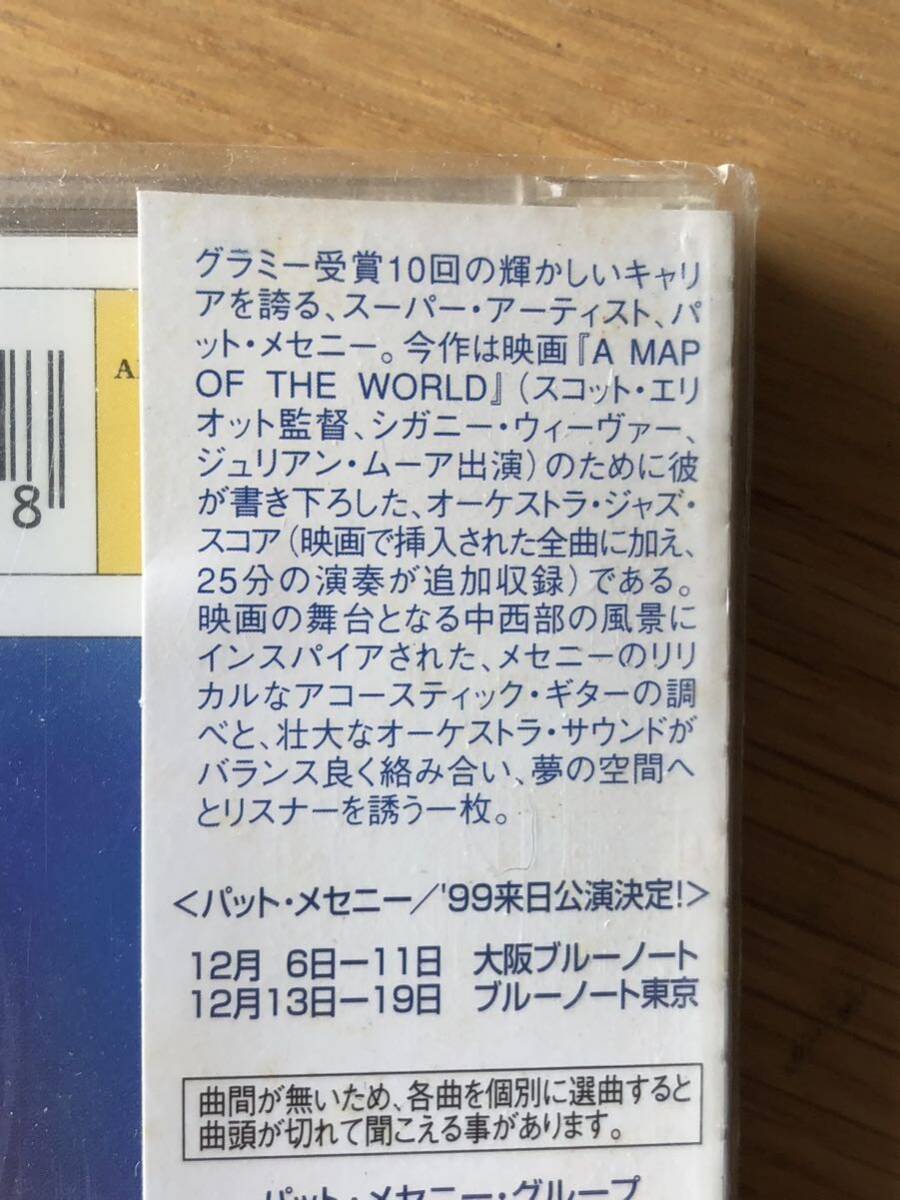 グラミー受賞10回の輝かしいキャリ
アを誇る、スーパー・アーティスト、パ
ット・メセニー。今作は映画『A MAP
OF THE WORLD』（スコット・エリ
オット監督、シガニー・ウィーヴァー、
ジュリアン・ムーア出演）のために彼
が書き下ろした、オーケストラ・ジャズ・
スコア（映画で挿入された全曲に加え、
25分の演奏が追加収録）である。
映画の舞台となる中西部の風景に
インスパイアされた、メセニーのリリ
カルなアコースティック・ギターの調
べと、壮大なオーケストラ・サウンドが
バランス良く絡み合い、夢の空間へ
とリスナーを誘う一枚。
＜パット・メセニー／'99来日公演決定！＞
12月 6日ー11日 大阪ブルーノート
12月13日ー19日 ブルーノート東京
曲間が無いため、各曲を個別に選曲すると
曲頭が切れて聞こえる事があります。
パット・メセニー・グループ
8